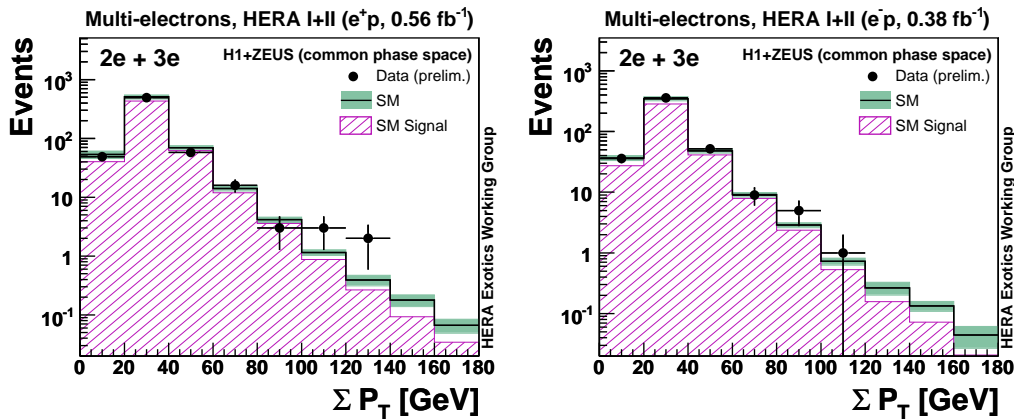 Multi-electrons, HERA I+II (e⁺p, 0.56 fb⁻¹)
Events
10³
10²
10
1
10⁻¹
2e + 3e
H1+ZEUS (common phase space)
Data (prelim.)
SM
SM Signal
HERA Exotics Working Group
0 20 40 60 80 100 120 140 160 180
Σ P_T [GeV]
Multi-electrons, HERA I+II (e⁻p, 0.38 fb⁻¹)
Events
10³
10²
10
1
10⁻¹
2e + 3e
H1+ZEUS (common phase space)
Data (prelim.)
SM
SM Signal
HERA Exotics Working Group
0 20 40 60 80 100 120 140 160 180
Σ P_T [GeV]